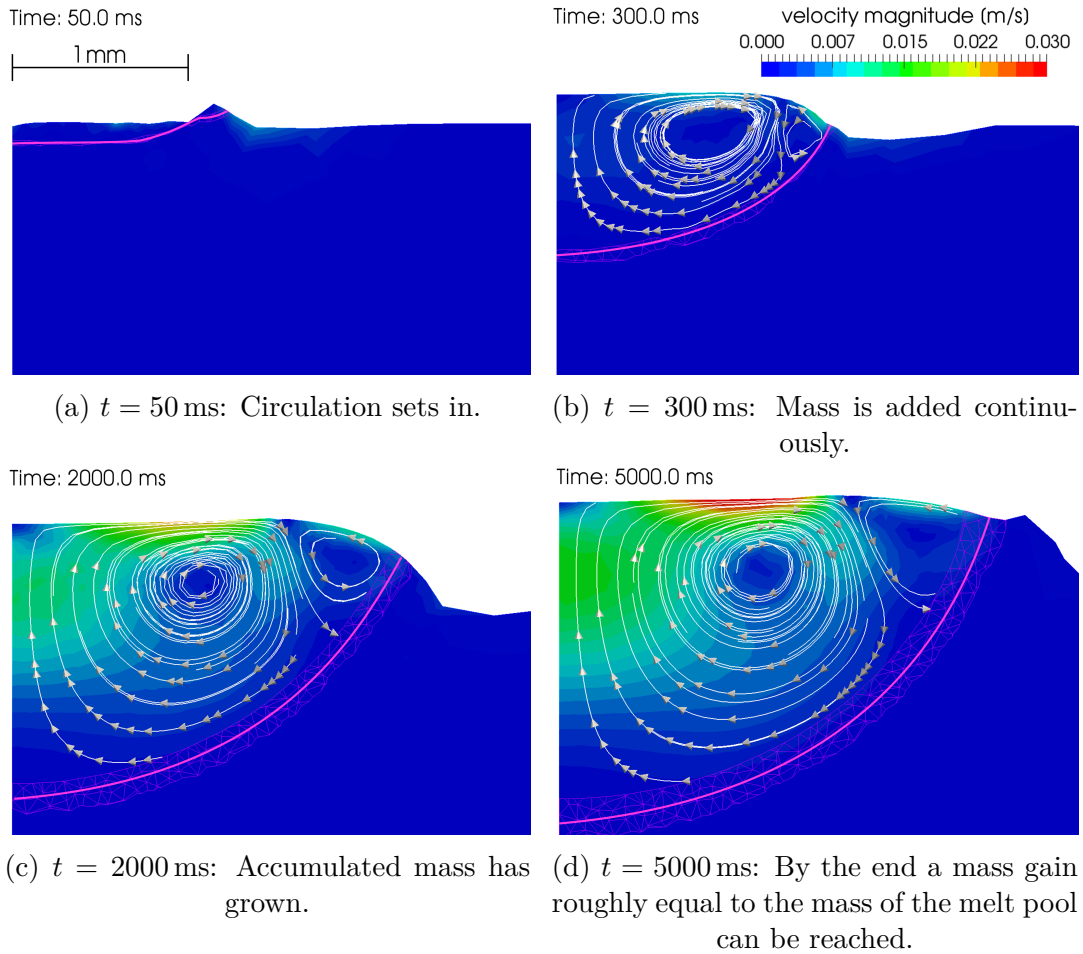 Time: 50.0 ms
1 mm
Time: 300.0 ms
velocity magnitude (m/s)
0.000 0.007 0.015 0.022 0.030
(a) t = 50 ms: Circulation sets in.
(b) t = 300 ms: Mass is added continu-
ously.
Time: 2000.0 ms
Time: 5000.0 ms
(c) t = 2000 ms: Accumulated mass has
grown.
(d) t = 5000 ms: By the end a mass gain
roughly equal to the mass of the melt pool
can be reached.